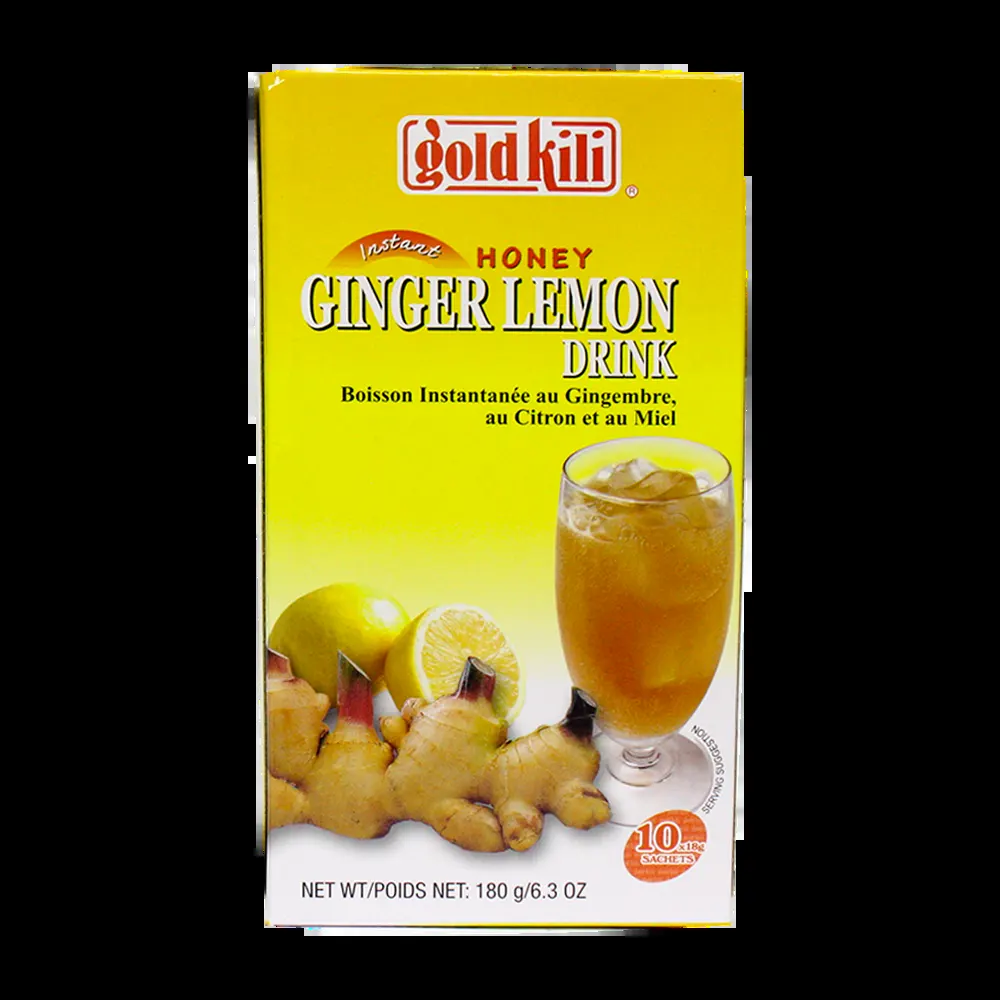 gold kili
®
Instant
HONEY
GINGER LEMON
DRINK
Boisson Instantanée au Gingembre,
au Citron et au Miel
SERVING SUGGESTION
10 x18g
SACHETS
NET WT/POIDS NET: 180 g/6.3 OZ